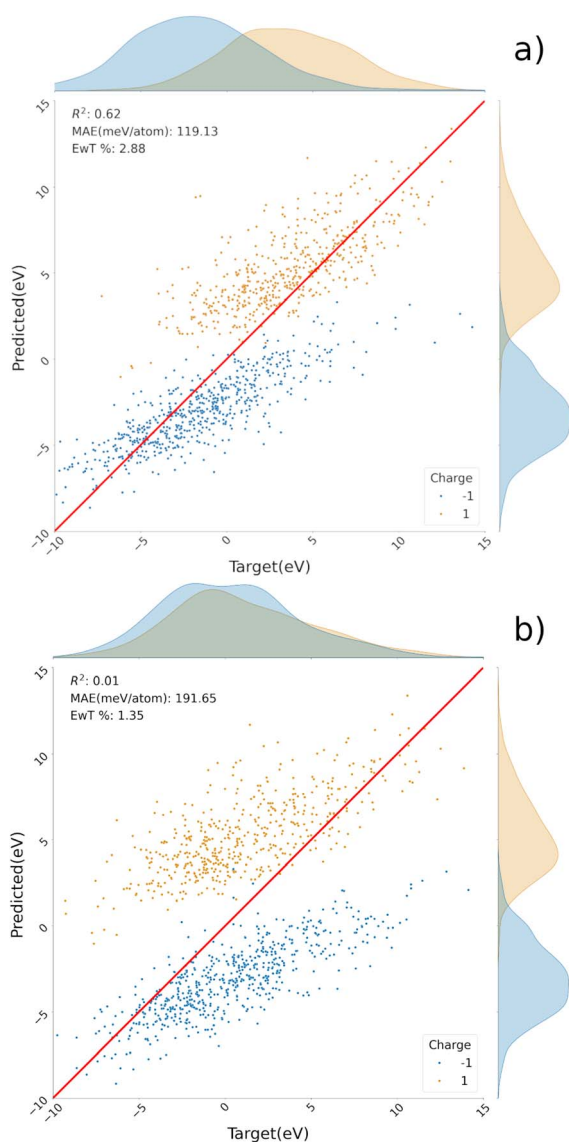 a)
15
R²: 0.62
MAE(meV/atom): 119.13
EwT %: 2.88
10
5
Predicted(eV)
0
−5
−10
Charge
-1
1
−10
−5
0
5
10
15
Target(eV)
b)
15
R²: 0.01
MAE(meV/atom): 191.65
EwT %: 1.35
10
5
Predicted(eV)
0
−5
−10
Charge
-1
1
−10
−5
0
5
10
15
Target(eV)